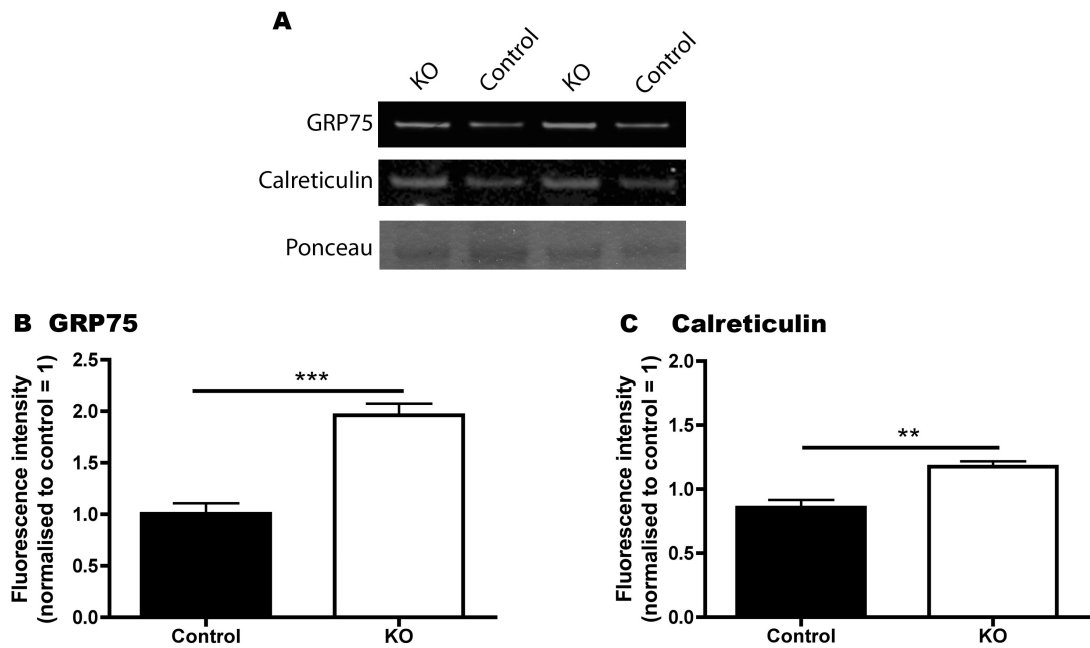 A
KO Control KO Control
GRP75
Calreticulin
Ponceau
B GRP75
Fluorescence intensity
(normalised to control = 1)
2.5
2.0
1.5
1.0
0.5
0.0
***
Control KO
C Calreticulin
Fluorescence intensity
(normalised to control = 1)
2.0
1.5
1.0
0.5
0.0
**
Control KO